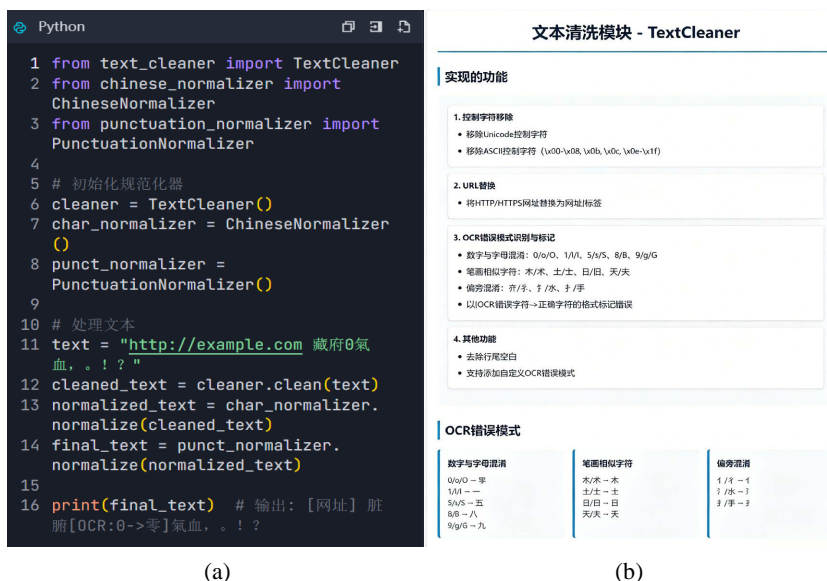 Python
1 from text_cleaner import TextCleaner
2 from chinese_normalizer import
ChineseNormalizer
3 from punctuation_normalizer import
PunctuationNormalizer
4
5 # 初始化规范化器
6 cleaner = TextCleaner()
7 char_normalizer = ChineseNormalizer
()
8 punct_normalizer =
PunctuationNormalizer()
9
10 # 处理文本
11 text = "http://example.com 藏府0氣
血，。！？"
12 cleaned_text = cleaner.clean(text)
13 normalized_text = char_normalizer.
normalize(cleaned_text)
14 final_text = punct_normalizer.
normalize(normalized_text)
15
16 print(final_text) # 输出: [网址] 脏
腑[OCR:0->零]氣血，。！？
(a)
文本清洗模块 - TextCleaner
实现的功能
1. 控制字符移除
• 移除Unicode控制字符
• 移除ASCII控制字符（\x00-\x08, \x0b, \x0c, \x0e-\x1f）
2. URL替换
• 将HTTP/HTTPS网址替换为网址|标签
3. OCR错误模式识别与标记
• 数字与字母混淆：0/o/O、1/l/I、5/s/S、8/B、9/g/G
• 笔画相似字符：木/术、土/士、日/旧、天/夫
• 偏旁混淆：/水、扌/手
• 以|OCR错误字符→正确字符的格式标记错误
4. 其他功能
• 去除行尾空白
• 支持添加自定义OCR错误模式
OCR错误模式
数字与字母混淆
0/o/O → 零
1/l/I → 一
5/s/S → 五
8/B → 八
9/g/G → 九
笔画相似字符
木/术 → 木
土/士 → 土
日/旧 → 日
天/夫 → 天
偏旁混淆
/水 →
/手 →
(b)